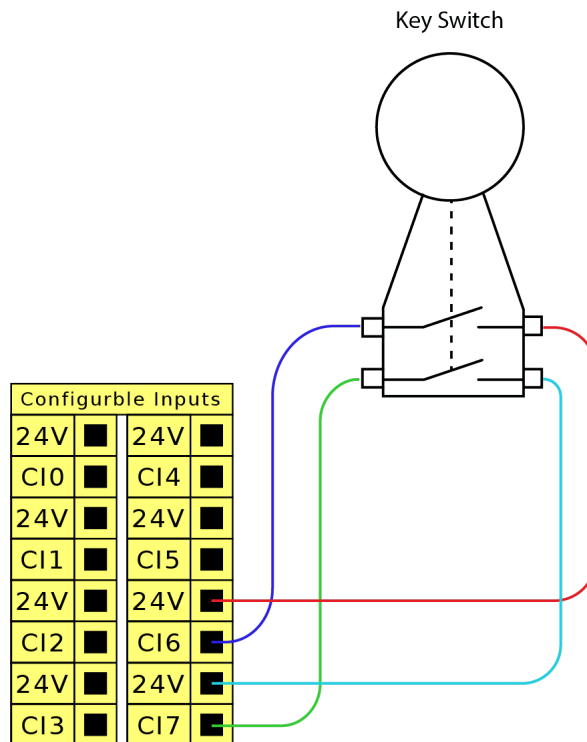 Key Switch
Configurble Inputs
24V 24V
CI0 CI4
24V 24V
CI1 CI5
24V 24V
CI2 CI6
24V 24V
CI3 CI7